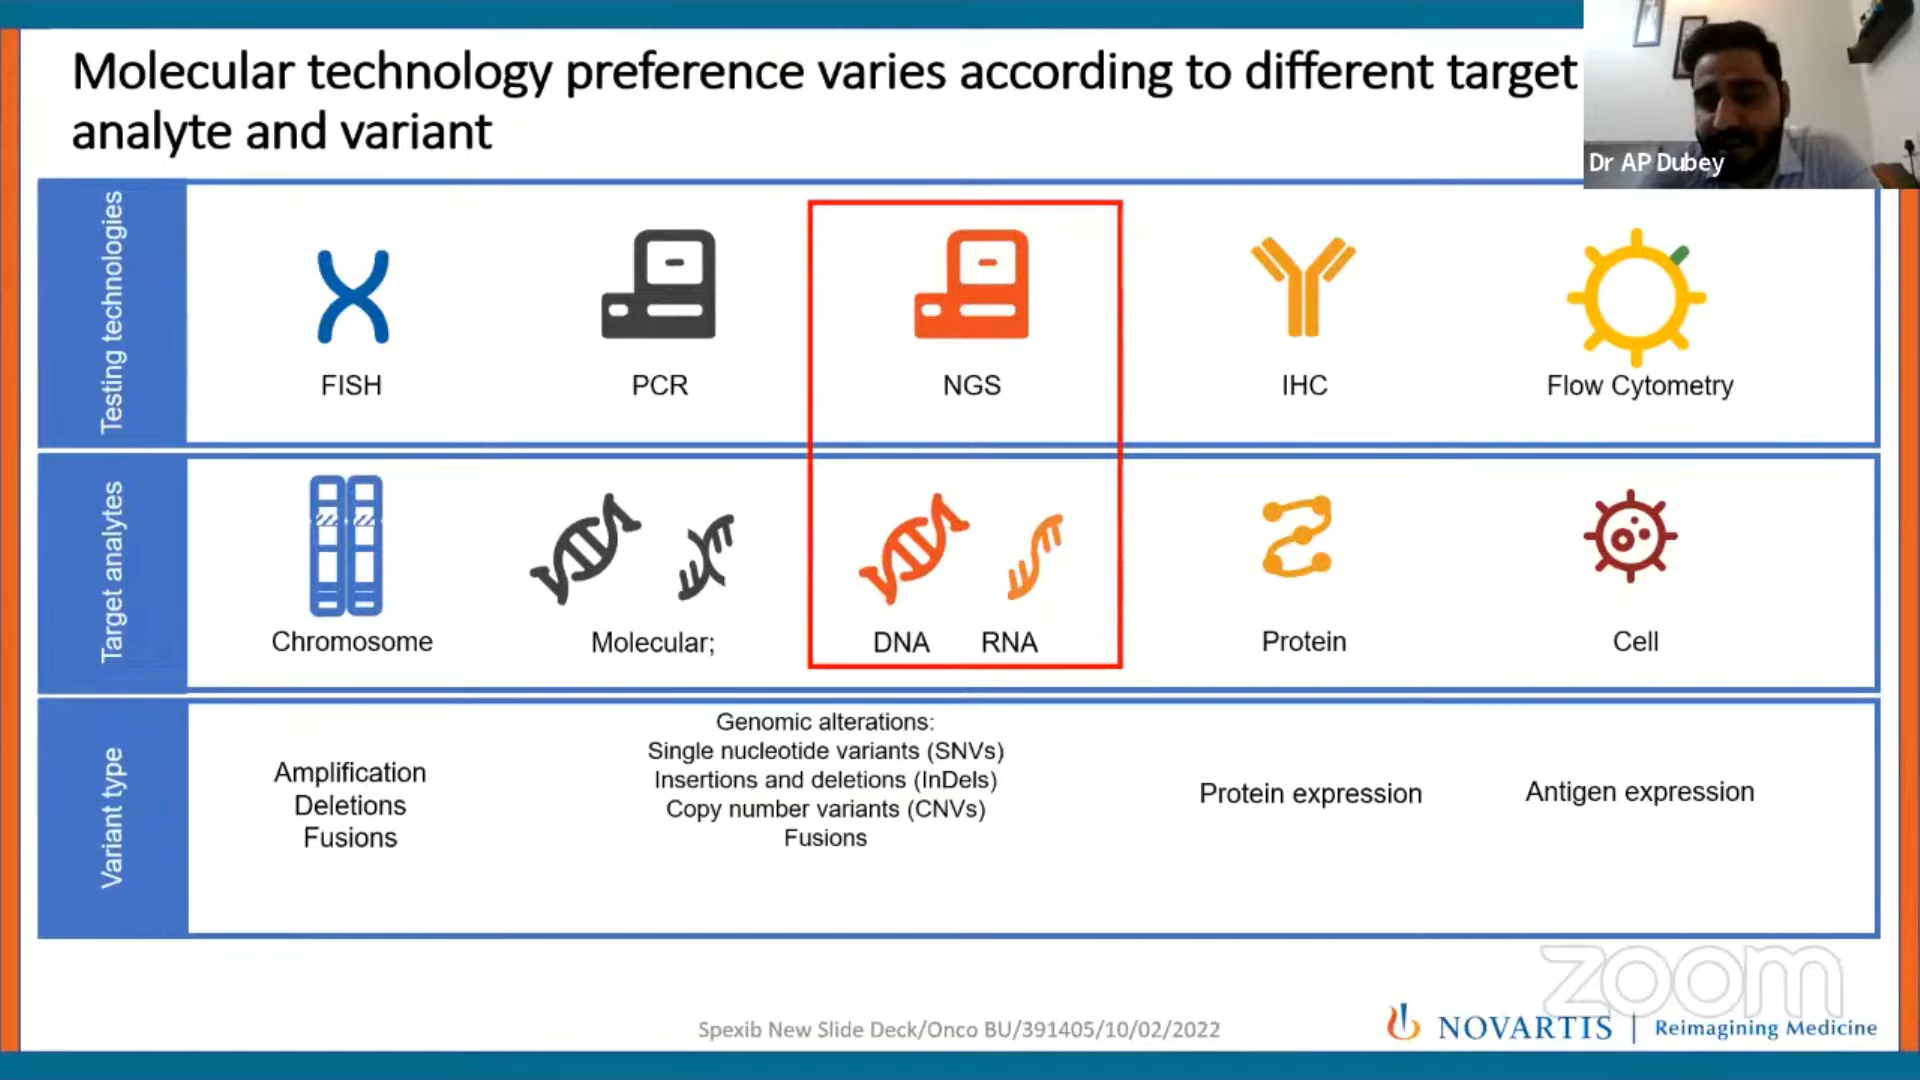 Molecular technology preference varies according to different target
analyte and variant
Dr AP Dubey
Testing technologies
FISH
PCR
NGS
IHC
Flow Cytometry
Target analytes
Chromosome
Molecular;
DNA
RNA
Protein
Cell
Variant type
Amplification
Deletions
Fusions
Genomic alterations:
Single nucleotide variants (SNVs)
Insertions and deletions (InDels)
Copy number variants (CNVs)
Fusions
Protein expression
Antigen expression
zoom
Spexib New Slide Deck/Onco BU/391405/10/02/2022
NOVARTIS | Reimagining Medicine